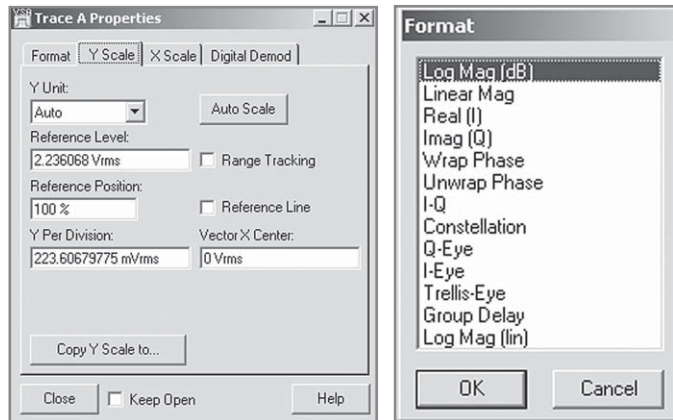 VSA
Trace A Properties
Format
Y Scale
X Scale
Digital Demod
Y Unit:
Auto
Auto Scale
Reference Level:
2.236068 Vrms
Range Tracking
Reference Position:
100 %
Reference Line
Y Per Division:
Vector X Center:
223.60679775 mVrms
0 Vrms
Copy Y Scale to...
Close
Keep Open
Help
Format
Log Mag (dB)
Linear Mag
Real (I)
Imag (Q)
Wrap Phase
Unwrap Phase
I-Q
Constellation
Q-Eye
I-Eye
Trellis-Eye
Group Delay
Log Mag (lin)
OK
Cancel